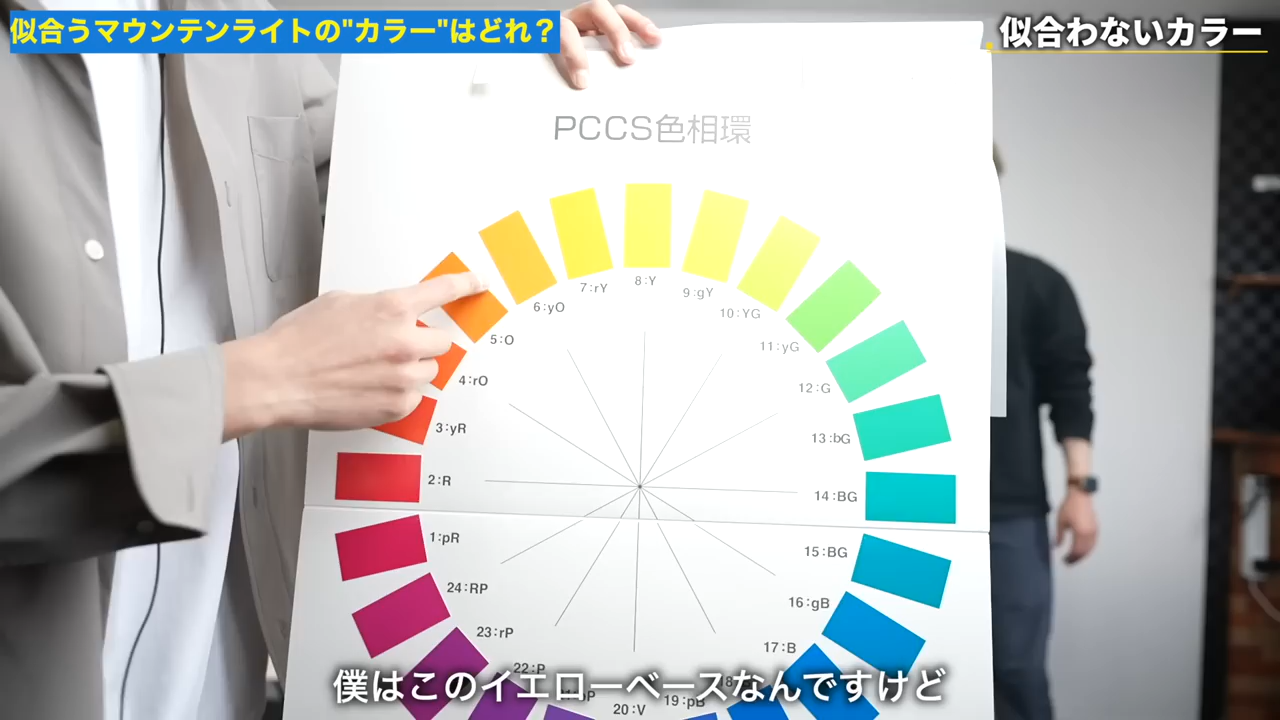 似合うマウンテンライトの"カラー"はどれ？
似合わないカラー
PCCS色相環
8:Y
7:rY
9:gY
6:yO
10:YG
5:O
11:yG
4:rO
12:G
3:yR
13:bG
2:R
14:BG
1:pR
15:BG
24:RP
16:gB
23:rP
17:B
22:P
19:pB
20:V
僕はこのイエローベースなんですけど